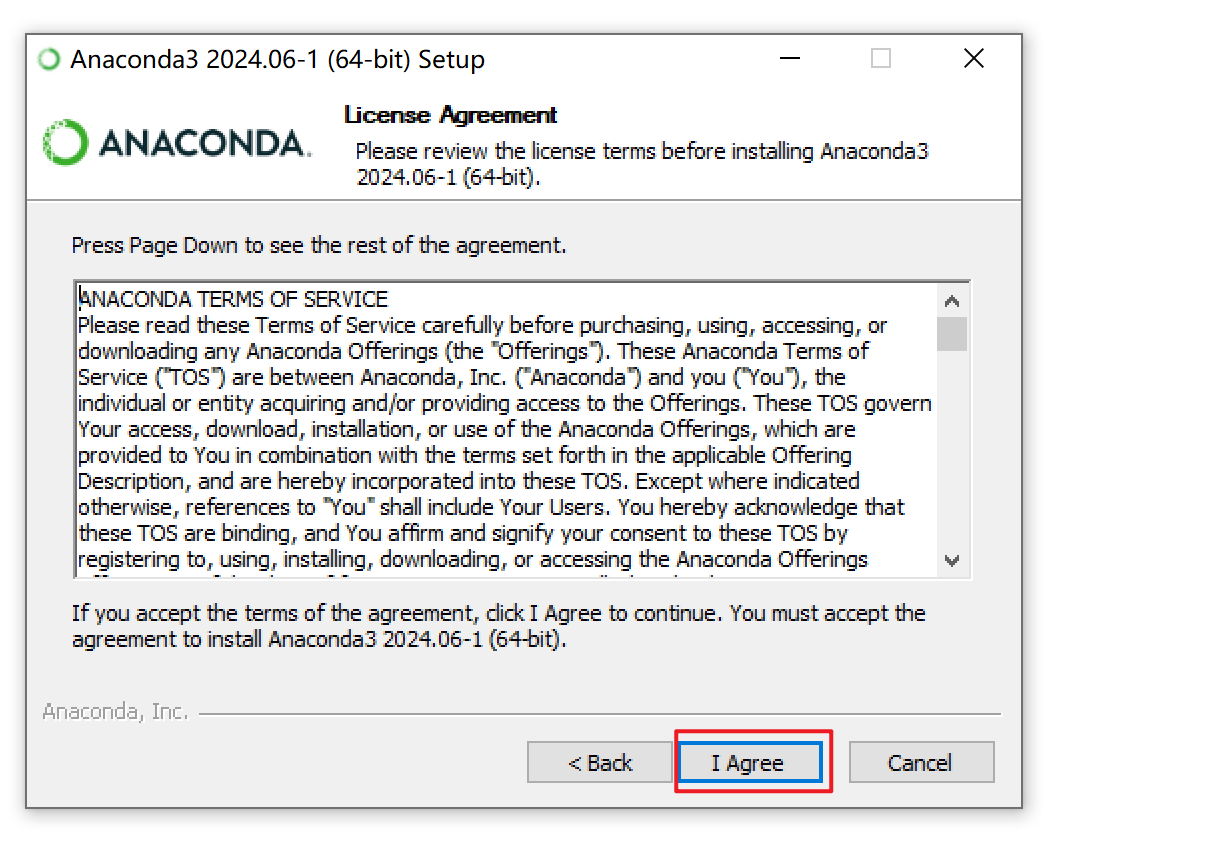 Anaconda3 2024.06-1 (64-bit) Setup
ANACONDA.
License Agreement
Please review the license terms before installing Anaconda3
2024.06-1 (64-bit).
Press Page Down to see the rest of the agreement.
ANACONDA TERMS OF SERVICE
Please read these Terms of Service carefully before purchasing, using, accessing, or
downloading any Anaconda Offerings (the "Offerings"). These Anaconda Terms of
Service ("TOS") are between Anaconda, Inc. ("Anaconda") and you ("You"), the
individual or entity acquiring and/or providing access to the Offerings. These TOS govern
Your access, download, installation, or use of the Anaconda Offerings, which are
provided to You in combination with the terms set forth in the applicable Offering
Description, and are hereby incorporated into these TOS. Except where indicated
otherwise, references to "You" shall include Your Users. You hereby acknowledge that
these TOS are binding, and You affirm and signify your consent to these TOS by
registering to, using, installing, downloading, or accessing the Anaconda Offerings
If you accept the terms of the agreement, click I Agree to continue. You must accept the
agreement to install Anaconda3 2024.06-1 (64-bit).
Anaconda, Inc.
< Back
I Agree
Cancel